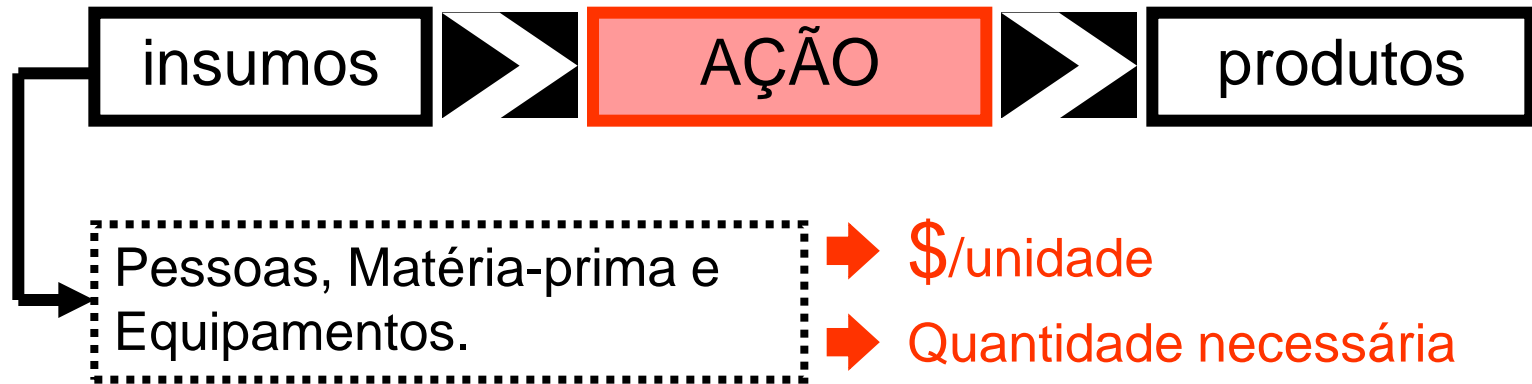 insumos
AÇÃO
produtos
Pessoas, Matéria-prima e
Equipamentos.
$/unidade
Quantidade necessária